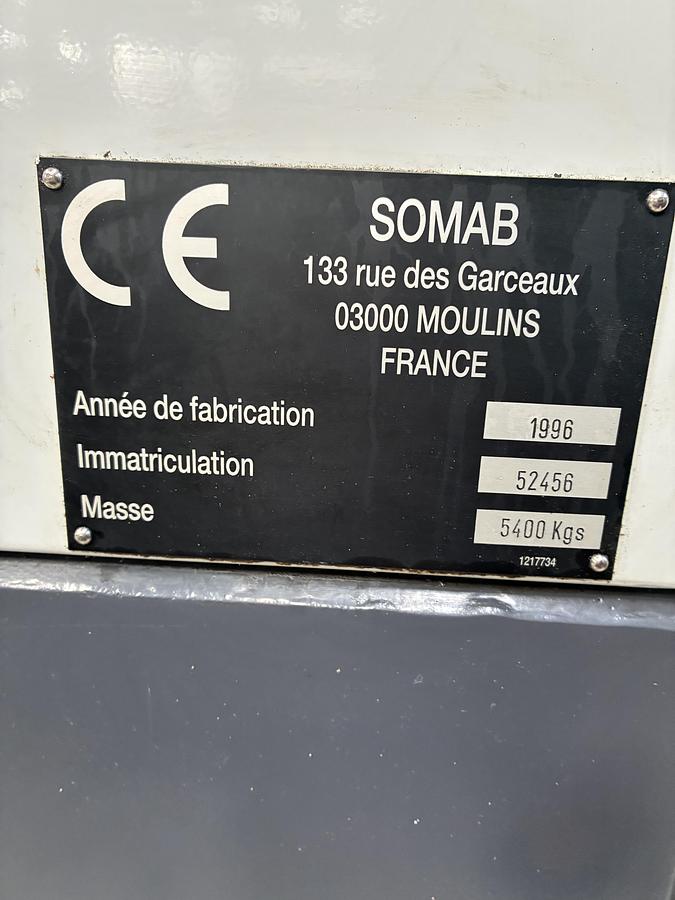 CE
SOMAB
133 rue des Garceaux
03000 MOULINS
FRANCE
Année de fabrication 1996
Immatriculation 52456
Masse 5400 Kgs
1217734